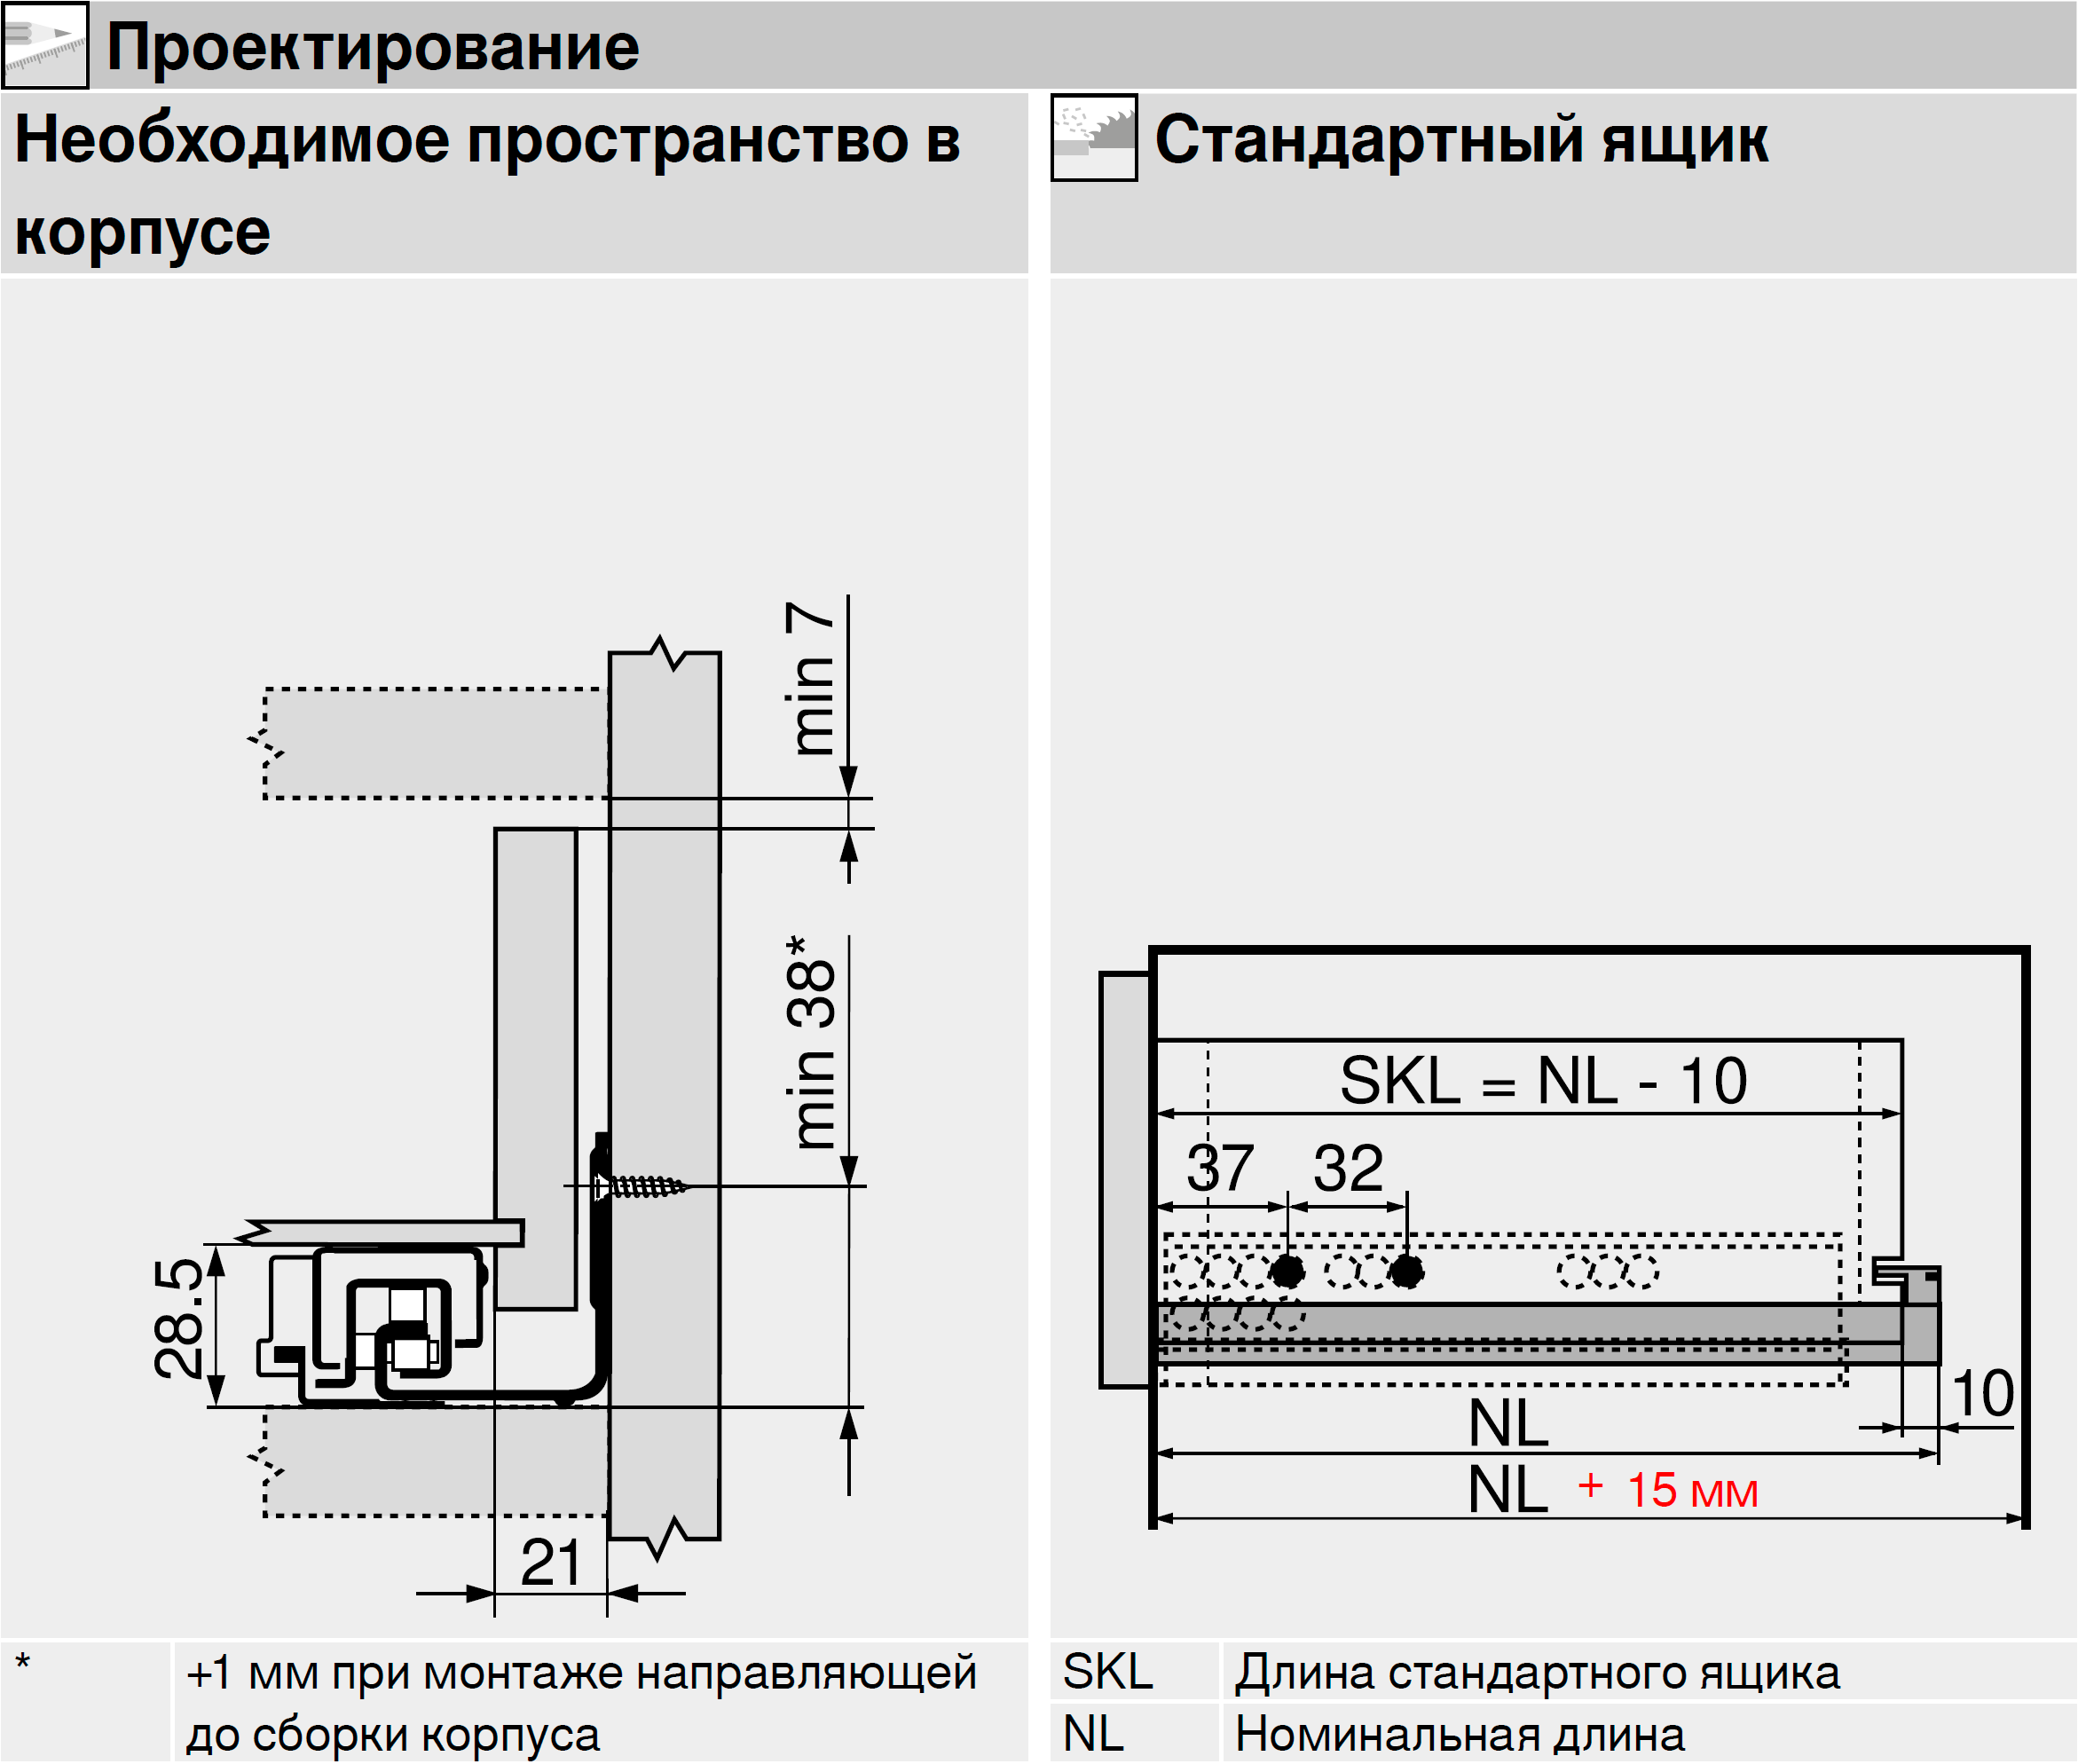 Проектирование
Необходимое пространство в
корпусе
Стандартный ящик
min 7
min 38*
28.5
21
SKL = NL - 10
37
32
10
NL
NL + 15 мм
* +1 мм при монтаже направляющей
до сборки корпуса
SKL Длина стандартного ящика
NL Номинальная длина